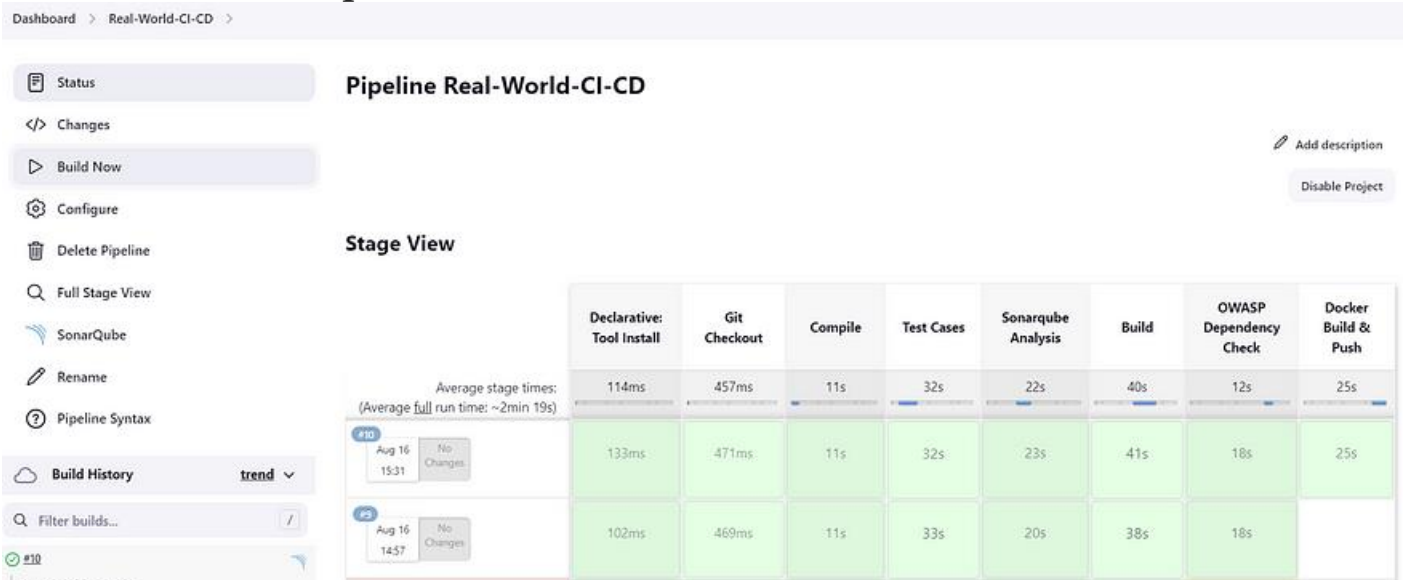 Dashboard > Real-World-CI-CD >
Status
Changes
Build Now
Configure
Delete Pipeline
Full Stage View
SonarQube
Rename
Pipeline Syntax
Build History trend
Filter builds... /
#10
Pipeline Real-World-CI-CD
Add description
Disable Project
Stage View
Declarative: Tool Install
Git Checkout
Compile
Test Cases
Sonarqube Analysis
Build
OWASP Dependency Check
Docker Build & Push
Average stage times:
(Average full run time: ~2min 19s)
114ms 457ms 11s 32s 22s 40s 12s 25s
#10
Aug 16
15:31
No Changes
133ms 471ms 11s 32s 23s 41s 18s 25s
#9
Aug 16
14:57
No Changes
102ms 469ms 11s 33s 20s 38s 18s